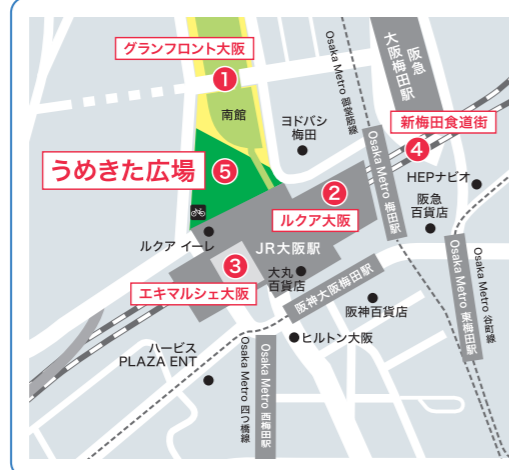 グランフロント大阪
1
南館
ヨドバシ
梅田
Osaka Metro 御堂筋線
阪急
大阪梅田駅
新梅田食道街
4
うめきた広場
5
Osaka Metro 梅田駅
HEPナビオ
2
ルクア大阪
阪急
百貨店
ルクア イーレ
JR大阪駅
3
エキマルシェ大阪
大丸
百貨店
阪神大阪梅田駅
阪神百貨店
Osaka Metro 谷町線
Osaka Metro 東梅田駅
ヒルトン大阪
ハービス
PLAZA ENT
Osaka Metro 四つ橋線
Osaka Metro 西梅田駅